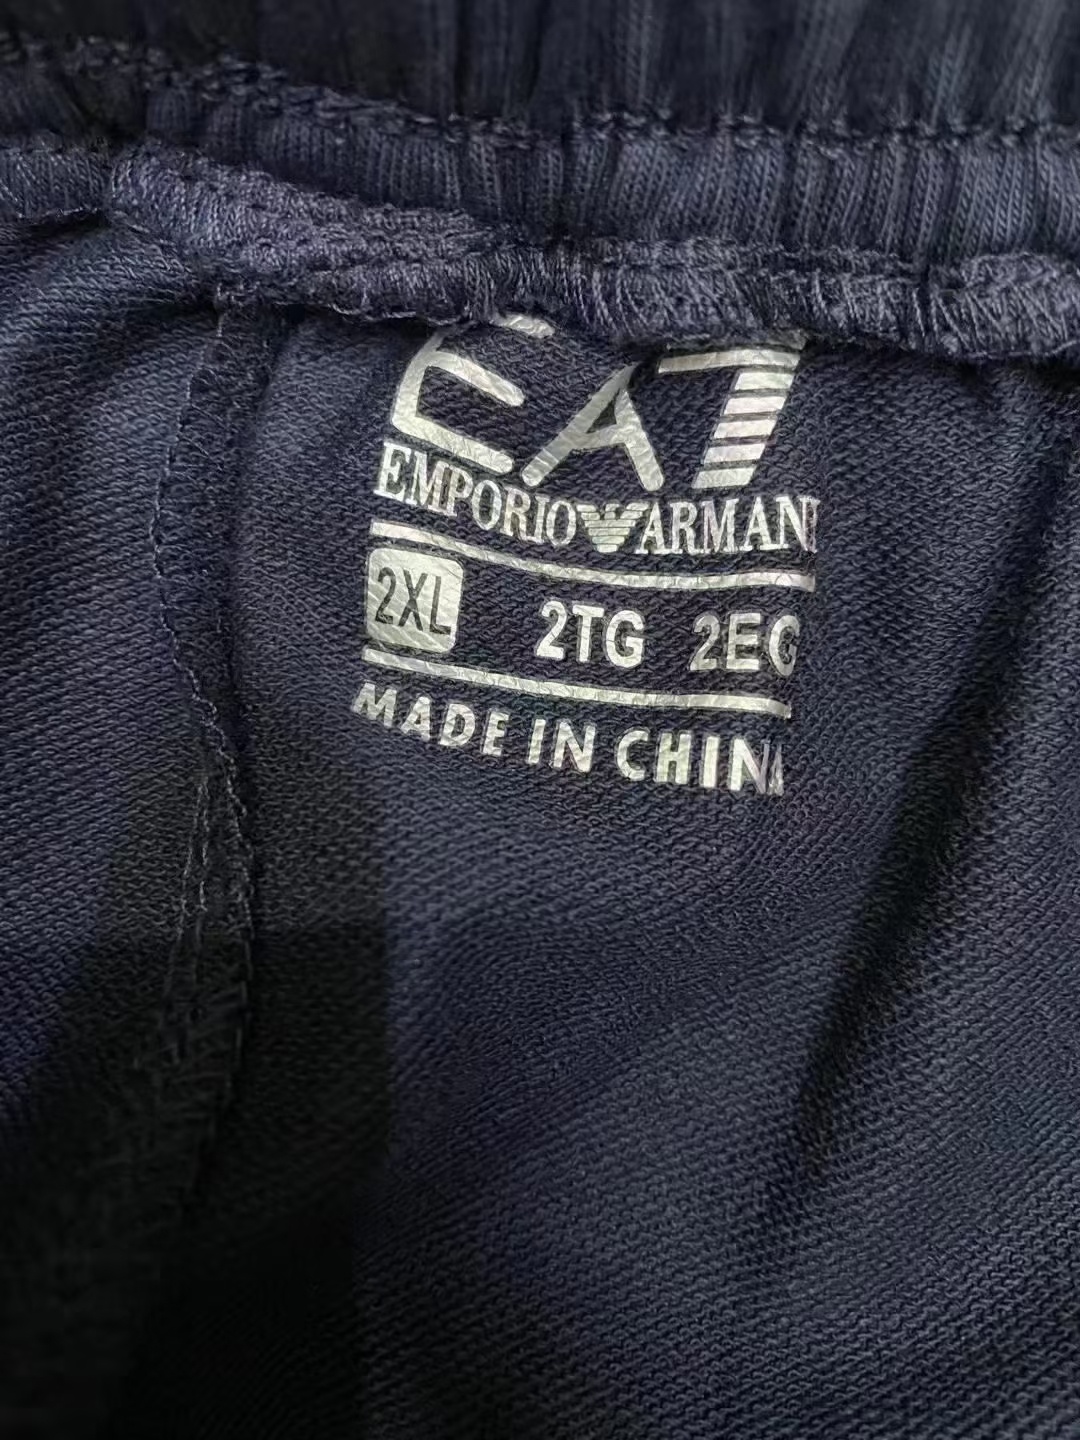 EA7
EMPORIO ARMANI
2XL 2TG 2EG
MADE IN CHINA